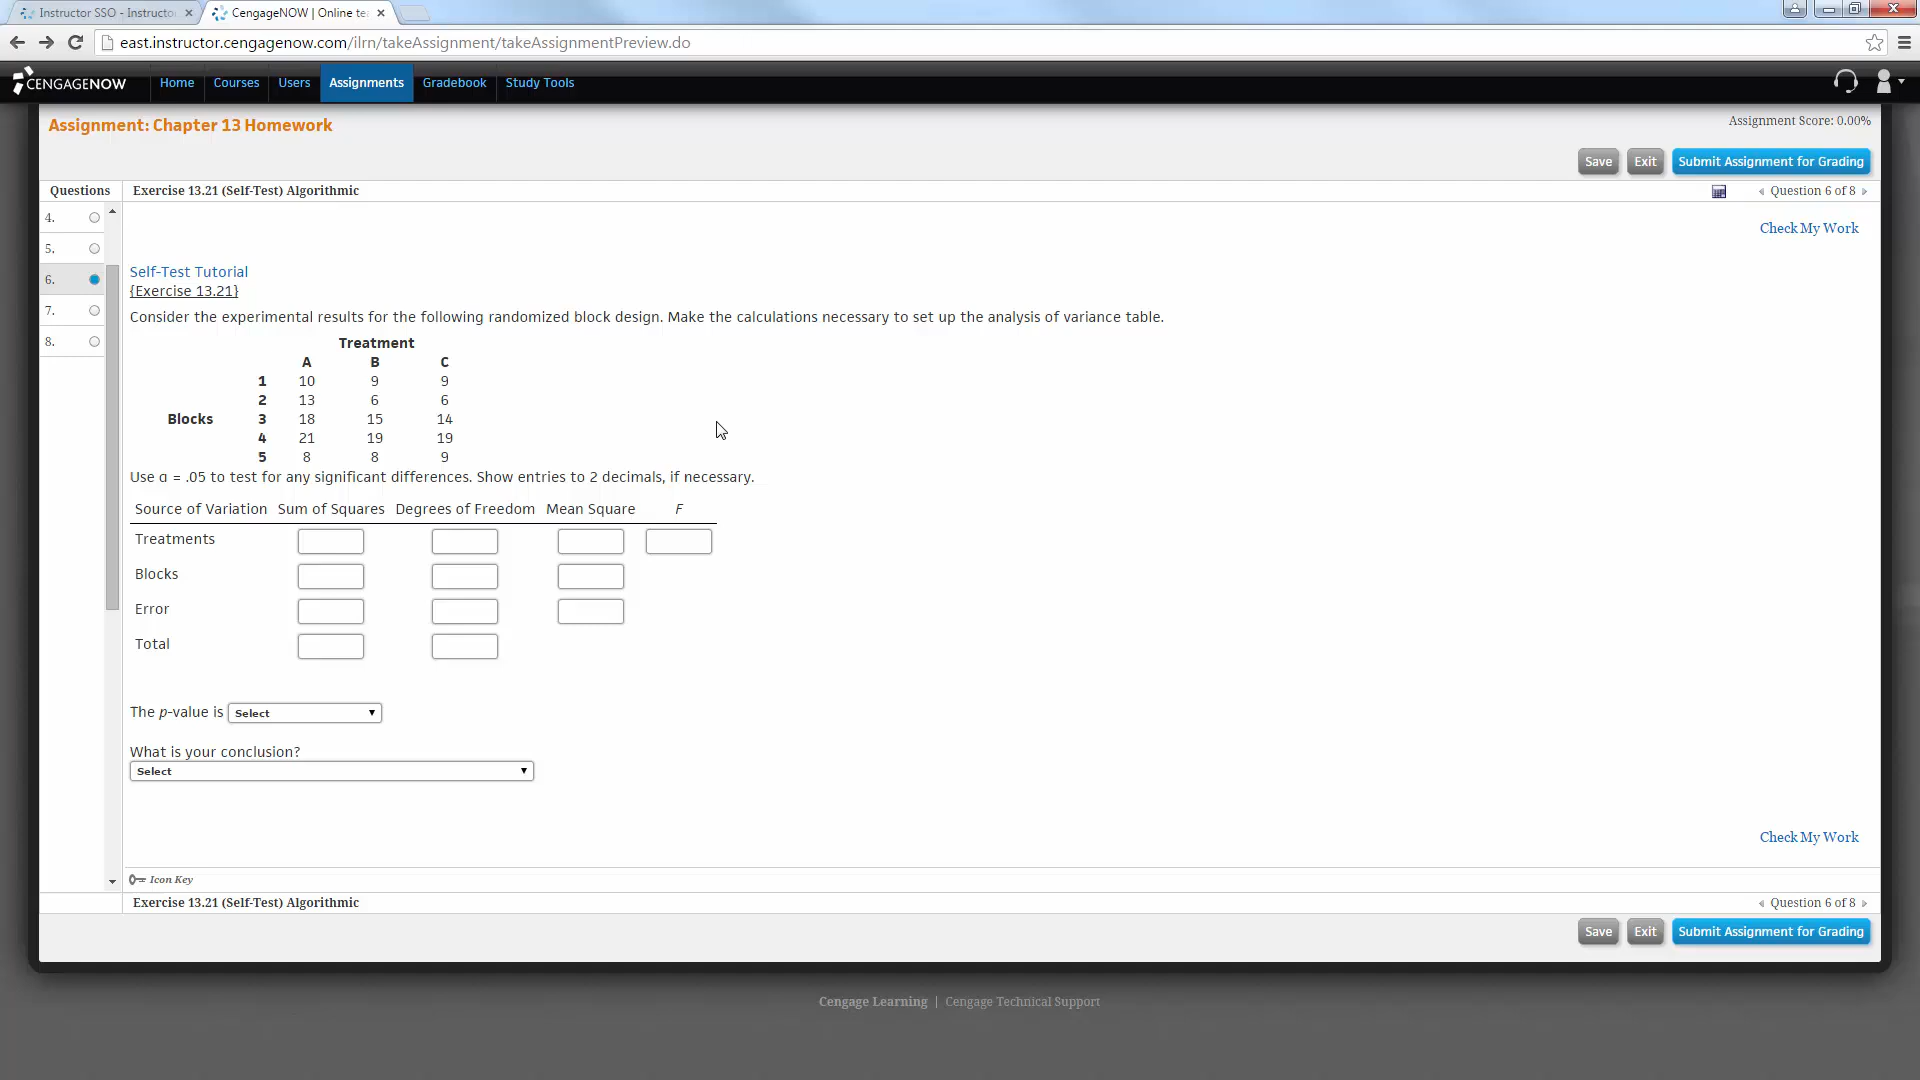 Instructor SSO - Instructo
CengageNOW | Online tea
east.instructor.cengagenow.com/ilrn/takeAssignment/takeAssignmentPreview.do
CENGAGENOW Home Courses Users Assignments Gradebook Study Tools
Assignment: Chapter 13 Homework
Assignment Score: 0.00%
Save Exit Submit Assignment for Grading
Questions Exercise 13.21 (Self-Test) Algorithmic Question 6 of 8
4.
5.
6.
7.
8.
Check My Work
Self-Test Tutorial
{Exercise 13.21}
Consider the experimental results for the following randomized block design. Make the calculations necessary to set up the analysis of variance table.
Treatment
A B C
1 10 9 9
2 13 6 6
Blocks 3 18 15 14
4 21 19 19
5 8 8 9
Use α = .05 to test for any significant differences. Show entries to 2 decimals, if necessary.
Source of Variation Sum of Squares Degrees of Freedom Mean Square F
Treatments
Blocks
Error
Total
The p-value is Select
What is your conclusion?
Select
Check My Work
Icon Key
Exercise 13.21 (Self-Test) Algorithmic Question 6 of 8
Save Exit Submit Assignment for Grading
Cengage Learning | Cengage Technical Support